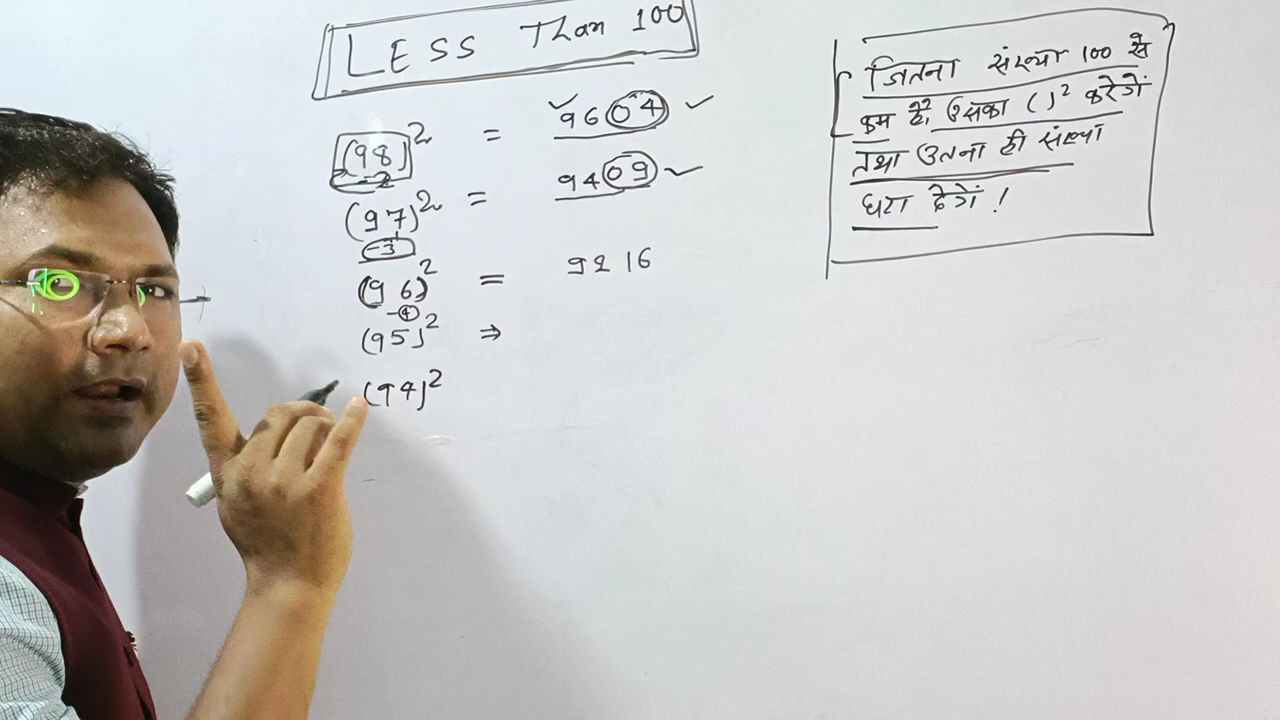 LESS Than 100
(98)² = 9604
-2
(97)² = 9409
-3
(96)² = 9216
-4
(95)² ⇒
(94)²
जितना संख्या 100 से
कम है, उसका ( )² करेगें
तथा उतना ही संख्या
घटा देगें!